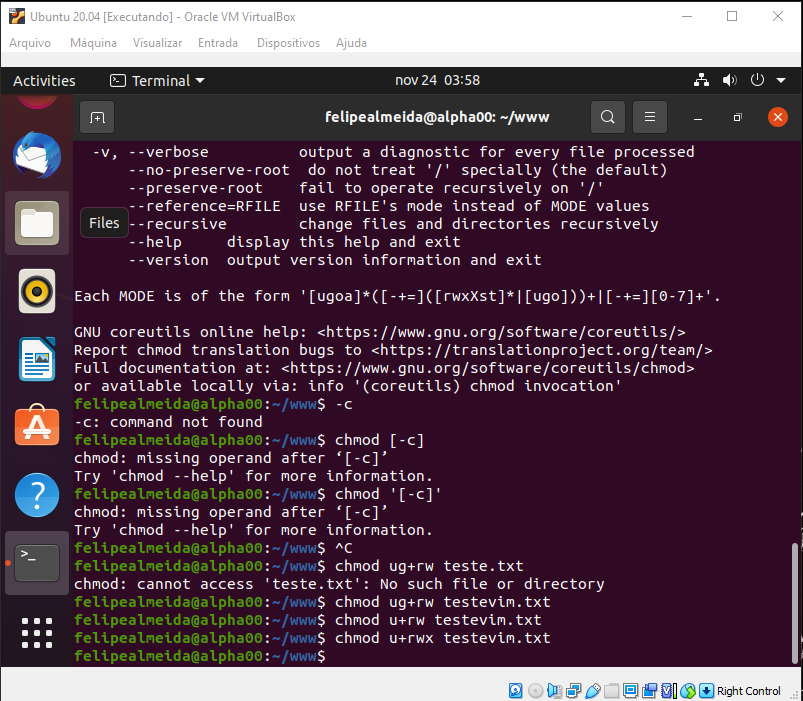 Ubuntu 20.04 [Executando] - Oracle VM VirtualBox
Arquivo Máquina Visualizar Entrada Dispositivos Ajuda
Activities Terminal nov 24 03:58
felipealmeida@alpha00: ~/www
-v, --verbose output a diagnostic for every file processed
--no-preserve-root do not treat '/' specially (the default)
--preserve-root fail to operate recursively on '/'
--reference=RFILE use RFILE's mode instead of MODE values
Files
--recursive change files and directories recursively
--help display this help and exit
--version output version information and exit
Each MODE is of the form '[ugoa]*([-+=]([rwxXst]*|[ugo]))+|[-+=][0-7]+'.
GNU coreutils online help: <https://www.gnu.org/software/coreutils/>
Report chmod translation bugs to <https://translationproject.org/team/>
Full documentation at: <https://www.gnu.org/software/coreutils/chmod>
or available locally via: info '(coreutils) chmod invocation'
felipealmeida@alpha00:~/www$ -c
-c: command not found
felipealmeida@alpha00:~/www$ chmod [-c]
chmod: missing operand after ‘[-c]’
Try 'chmod --help' for more information.
felipealmeida@alpha00:~/www$ chmod '[-c]'
chmod: missing operand after ‘[-c]’
Try 'chmod --help' for more information.
felipealmeida@alpha00:~/www$ ^C
felipealmeida@alpha00:~/www$ chmod ug+rw teste.txt
chmod: cannot access 'teste.txt': No such file or directory
felipealmeida@alpha00:~/www$ chmod ug+rw testevim.txt
felipealmeida@alpha00:~/www$ chmod u+rw testevim.txt
felipealmeida@alpha00:~/www$ chmod u+rwx testevim.txt
felipealmeida@alpha00:~/www$
Right Control